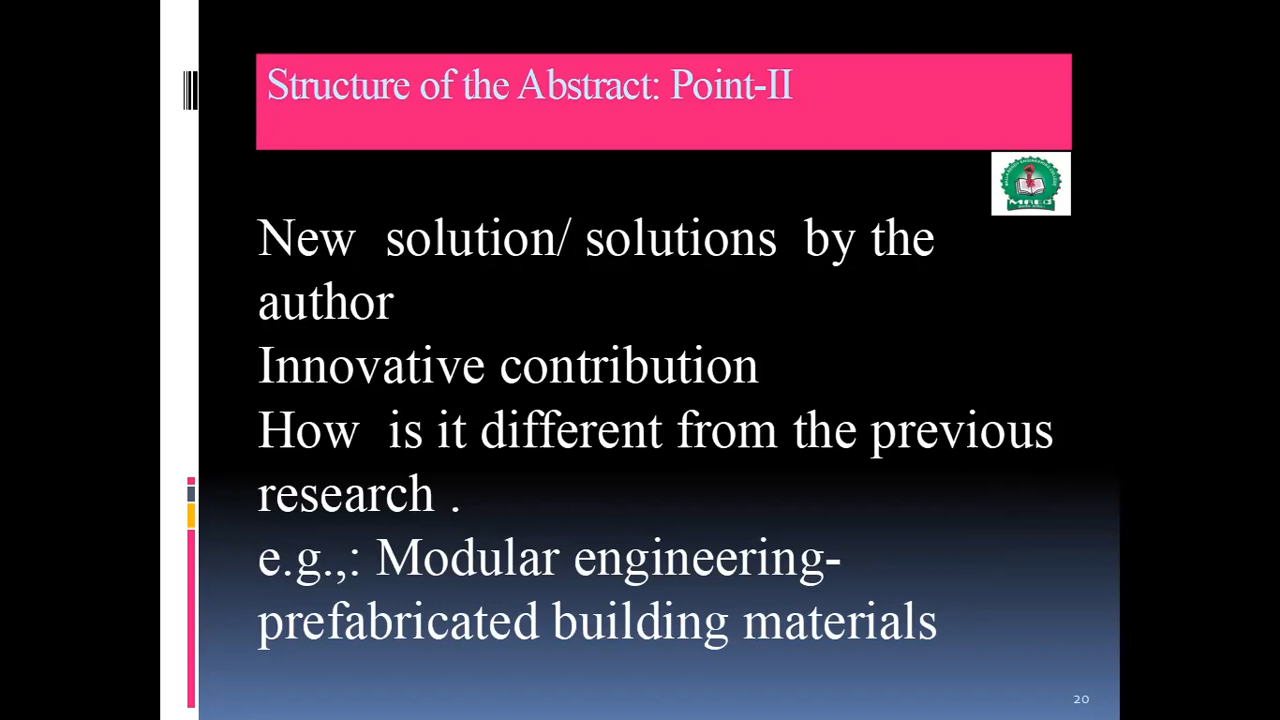 Structure of the Abstract: Point-II
New solution/ solutions by the
author
Innovative contribution
How is it different from the previous
research .
e.g.,: Modular engineering-
prefabricated building materials
20